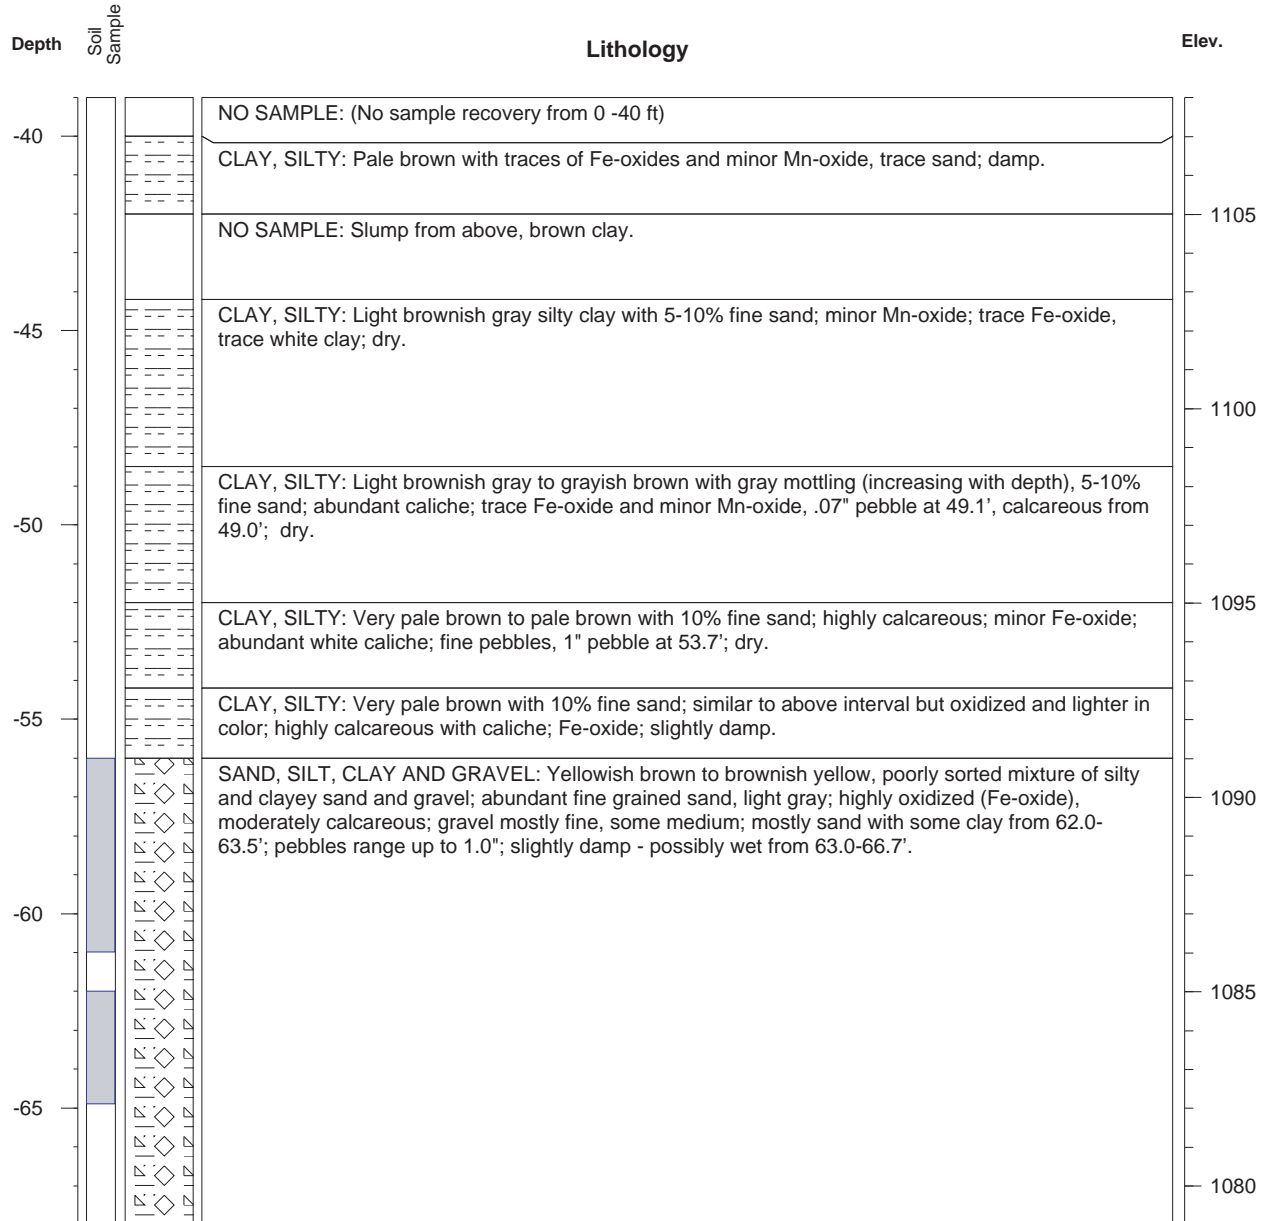 Depth
Soil
Sample
Lithology
Elev.
NO SAMPLE: (No sample recovery from 0 -40 ft)
-40
CLAY, SILTY: Pale brown with traces of Fe-oxides and minor Mn-oxide, trace sand; damp.
1105
NO SAMPLE: Slump from above, brown clay.
CLAY, SILTY: Light brownish gray silty clay with 5-10% fine sand; minor Mn-oxide; trace Fe-oxide,
trace white clay; dry.
-45
1100
CLAY, SILTY: Light brownish gray to grayish brown with gray mottling (increasing with depth), 5-10%
fine sand; abundant caliche; trace Fe-oxide and minor Mn-oxide, .07" pebble at 49.1’, calcareous from
49.0’;  dry.
-50
1095
CLAY, SILTY: Very pale brown to pale brown with 10% fine sand; highly calcareous; minor Fe-oxide;
abundant white caliche; fine pebbles, 1" pebble at 53.7’; dry.
CLAY, SILTY: Very pale brown with 10% fine sand; similar to above interval but oxidized and lighter in
color; highly calcareous with caliche; Fe-oxide; slightly damp.
-55
SAND, SILT, CLAY AND GRAVEL: Yellowish brown to brownish yellow, poorly sorted mixture of silty
and clayey sand and gravel; abundant fine grained sand, light gray; highly oxidized (Fe-oxide),
moderately calcareous; gravel mostly fine, some medium; mostly sand with some clay from 62.0-
63.5’; pebbles range up to 1.0"; slightly damp - possibly wet from 63.0-66.7’.
1090
-60
1085
-65
1080